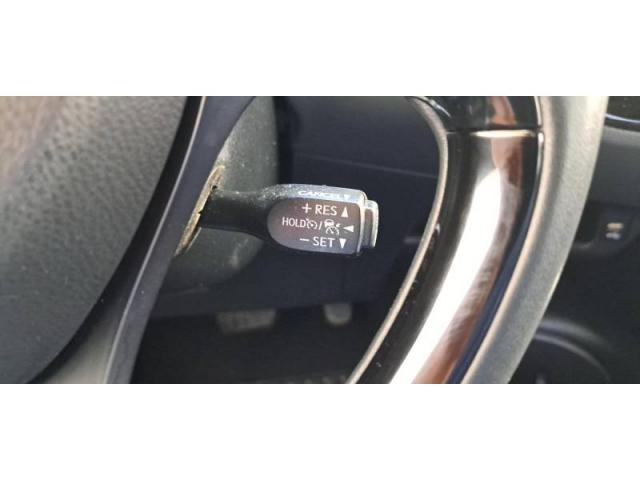 CANCEL
+ RES ▲
HOLD / ◄
− SET ▼